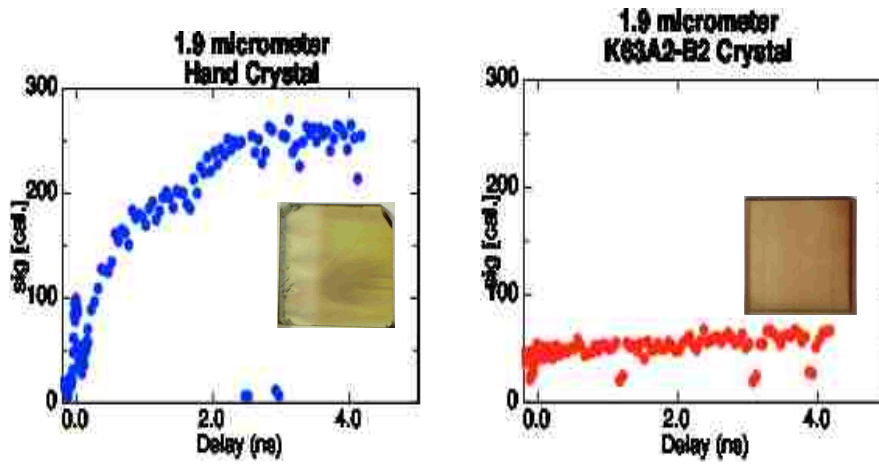 1.9 micrometer
Hand Crystal
300
200
100
0
sig [cal.]
0.0
2.0
4.0
Delay (ns)
1.9 micrometer
K63A2-B2 Crystal
300
200
100
0
sig [cal.]
0.0
2.0
4.0
Delay (ns)